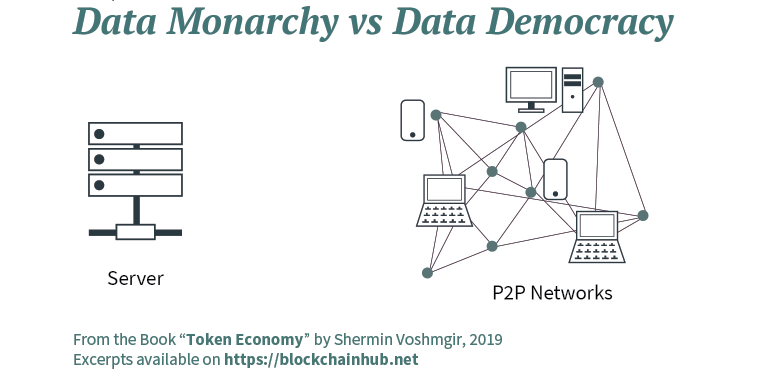 Data Monarchy vs Data Democracy
Server
P2P Networks
From the Book “Token Economy” by Shermin Voshmgir, 2019
Excerpts available on https://blockchainhub.net